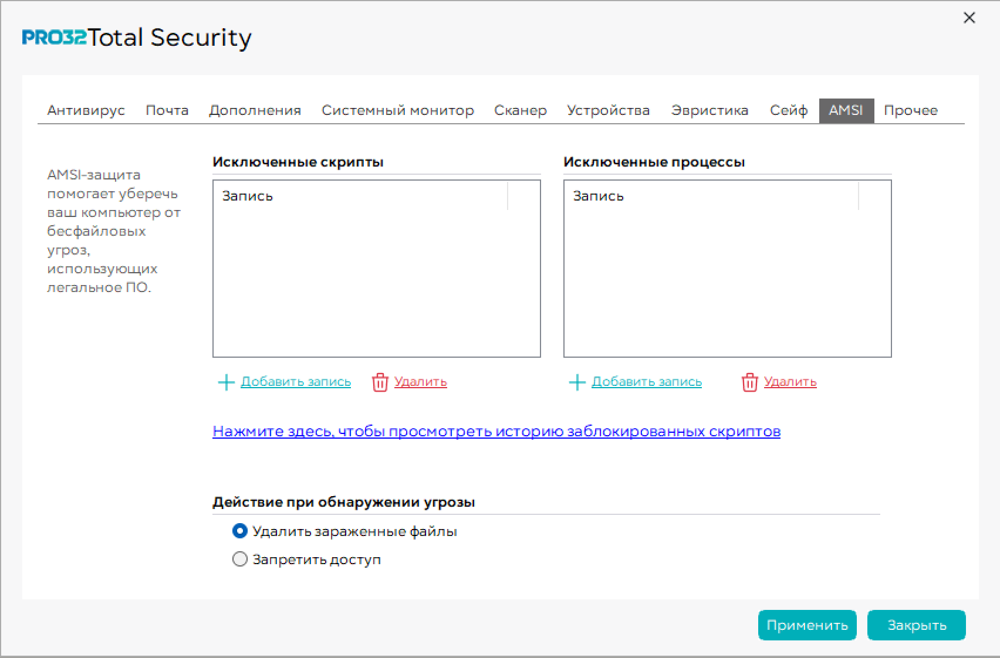 PRO32 Total Security
Антивирус Почта Дополнения Системный монитор Сканер Устройства Эвристика Сейф AMSI Прочее
AMSI-защита
помогает уберечь
ваш компьютер от
бесфайловых
угроз,
использующих
легальное ПО.
Исключенные скрипты
Запись
Добавить запись Удалить
Исключенные процессы
Запись
Добавить запись Удалить
Нажмите здесь, чтобы просмотреть историю заблокированных скриптов
Действие при обнаружении угрозы
Удалить зараженные файлы
Запретить доступ
Применить Закрыть